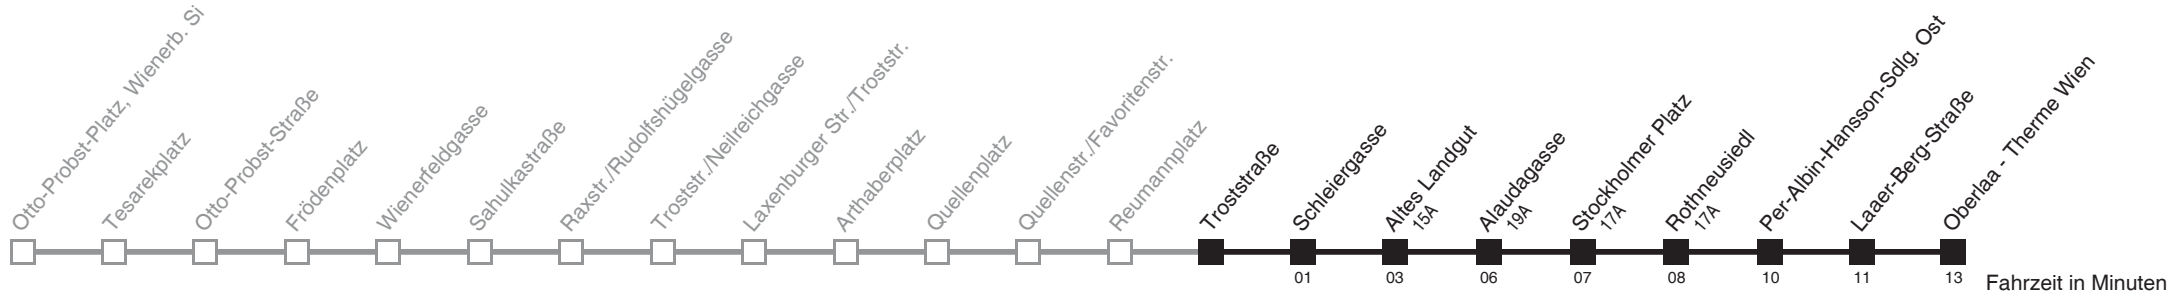 Otto-Probst-Platz, Wienerb. Si
Tesarekplatz
Otto-Probst-Straße
Frödenplatz
Wienerfeldgasse
Sahulkastraße
Raxstr./Rudolfshügelgasse
Troststr./Neilreichgasse
Laxenburger Str./Troststr.
Arthaberplatz
Quellenplatz
Quellenstr./Favoritenstr.
Reumannplatz
Troststraße
Schleiergasse
01
Altes Landgut
15A
03
Alaudagasse
19A
06
Stockholmer Platz
17A
07
Rothneusiedl
17A
08
Per-Albin-Hansson-Sdlg. Ost
10
Laaer-Berg-Straße
11
Oberlaa - Therme Wien
13
Fahrzeit in Minuten